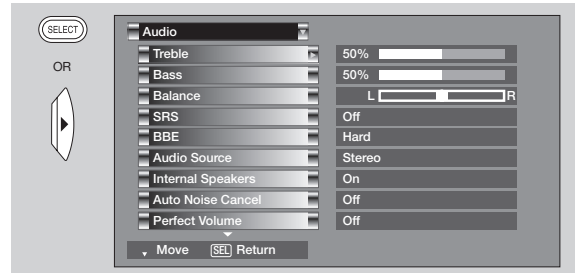 SELECT
OR
Audio
Treble 50%
Bass 50%
Balance L R
SRS Off
BBE Hard
Audio Source Stereo
Internal Speakers On
Auto Noise Cancel Off
Perfect Volume Off
Move SEL Return